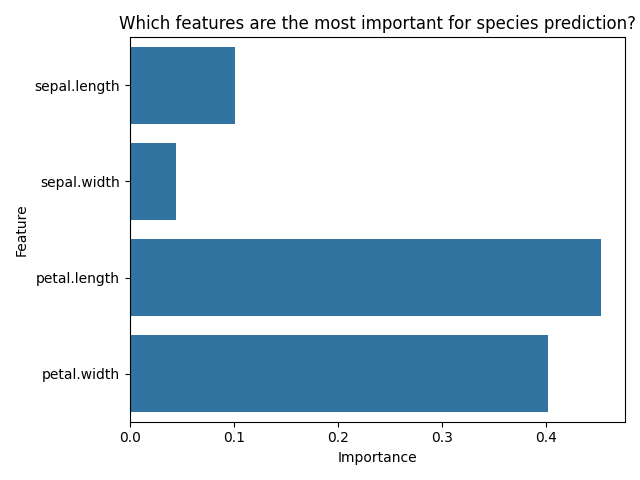 Which features are the most important for species prediction?
sepal.length
sepal.width
petal.length
petal.width
Feature
0.0 0.1 0.2 0.3 0.4
Importance